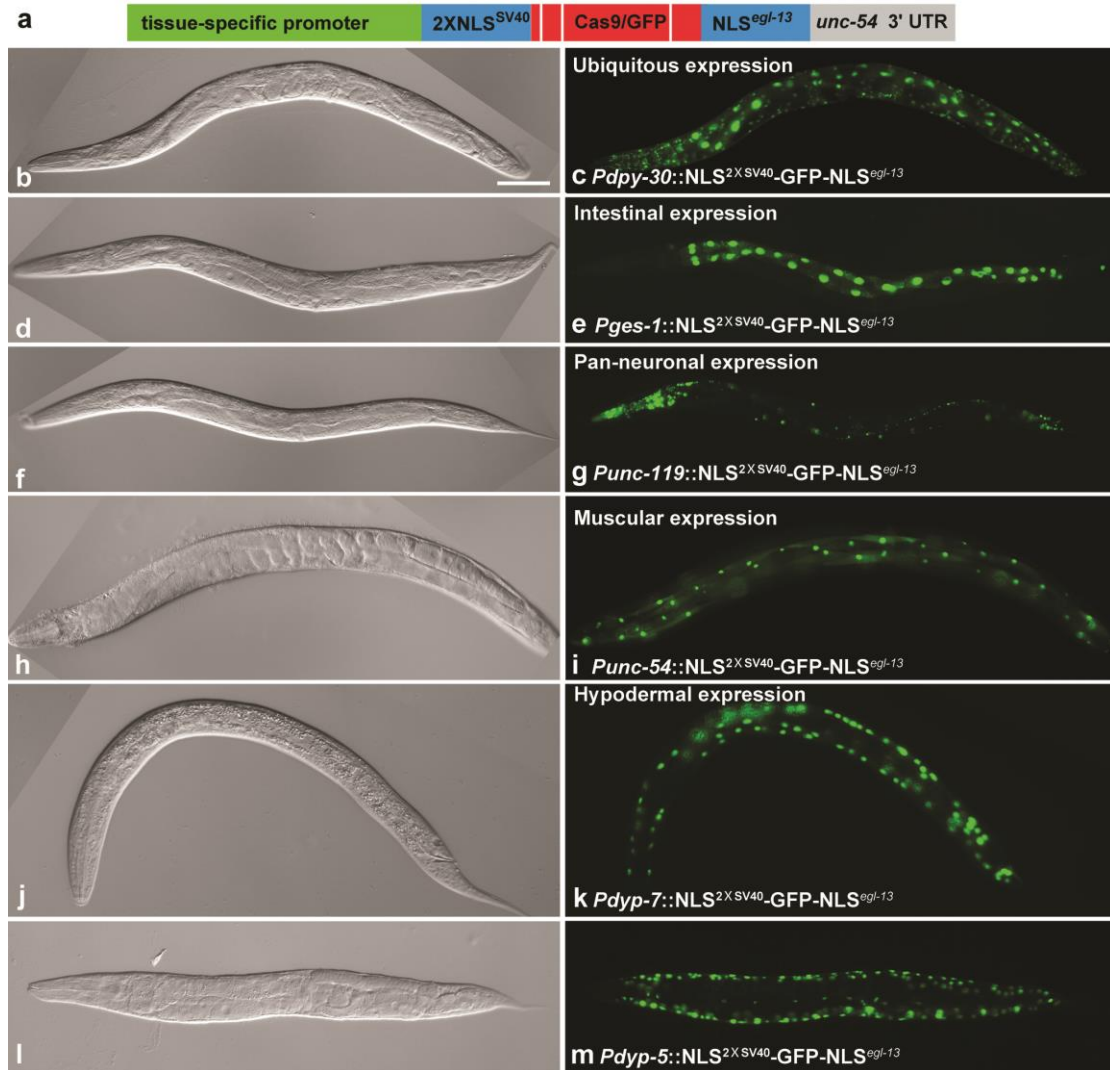 a
tissue-specific promoter 2XNLS^SV40 Cas9/GFP NLS^egl-13 unc-54 3' UTR
b
Ubiquitous expression
c Pdpy-30::NLS^2XSV40-GFP-NLS^egl-13
d
Intestinal expression
e Pges-1::NLS^2XSV40-GFP-NLS^egl-13
f
Pan-neuronal expression
g Punc-119::NLS^2XSV40-GFP-NLS^egl-13
h
Muscular expression
i Punc-54::NLS^2XSV40-GFP-NLS^egl-13
j
Hypodermal expression
k Pdyp-7::NLS^2XSV40-GFP-NLS^egl-13
l
m Pdyp-5::NLS^2XSV40-GFP-NLS^egl-13